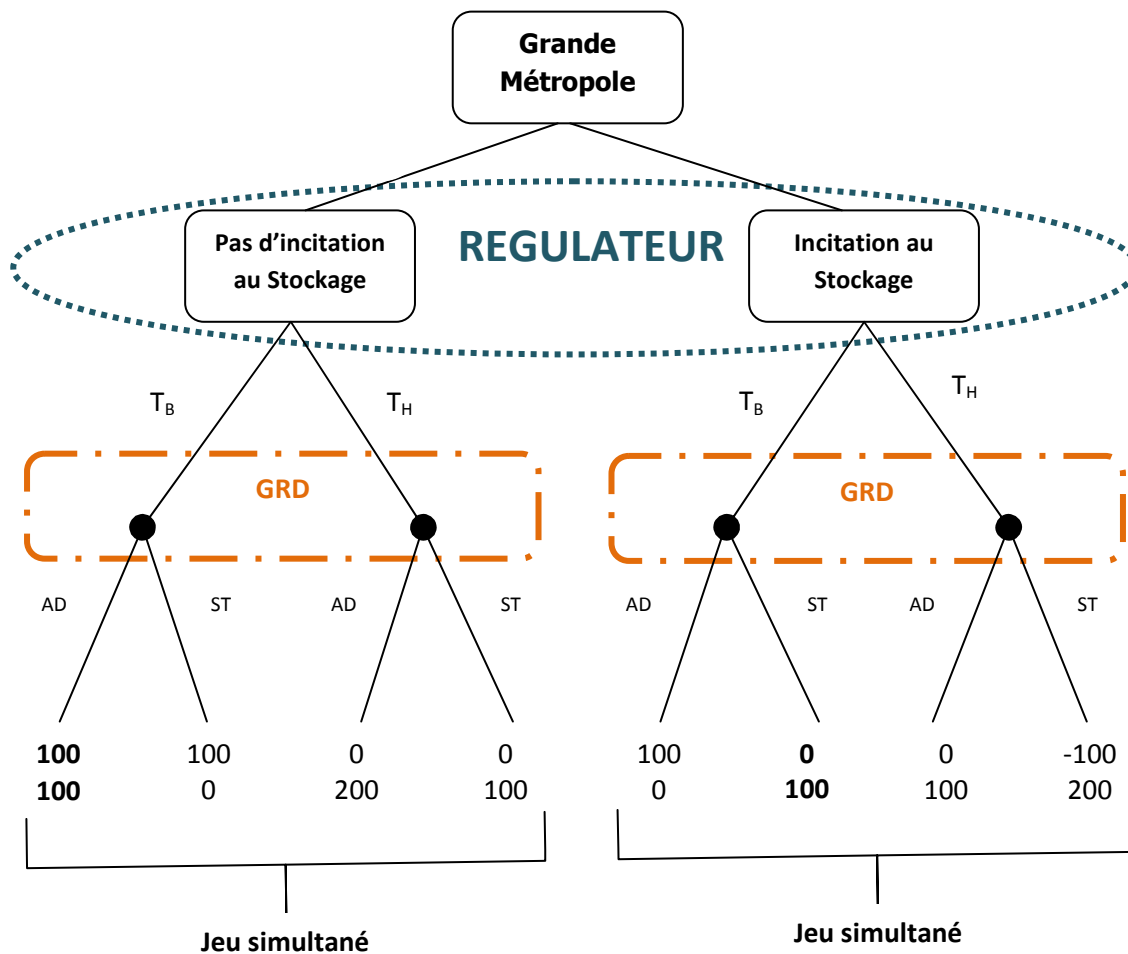 Grande
Métropole
Pas d’incitation
au Stockage
REGULATEUR
Incitation au
Stockage
T_B T_H T_B T_H
GRD GRD
AD ST AD ST AD ST AD ST
100 100 0 0 100 0 0 -100
100 0 200 100 0 100 100 200
Jeu simultané Jeu simultané